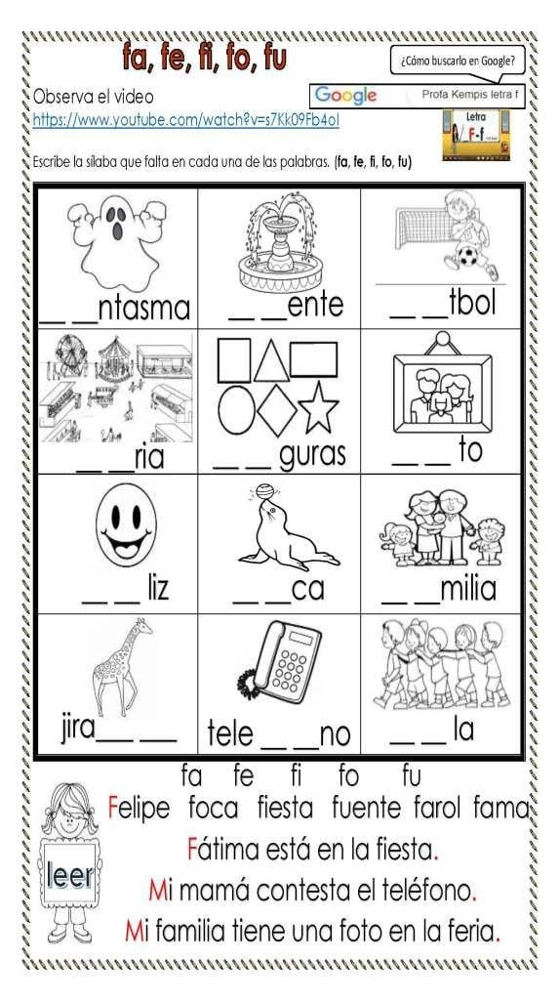 fa, fe, fi, fo, fu
¿Cómo buscarlo en Google?
Observa el video
Google Profa Kempis letra f
https://www.youtube.com/watch?v=s7Kk09Fb4oI
Letra
F-f
Escribe la sílaba que falta en cada una de las palabras. (fa, fe, fi, fo, fu)
__ __ntasma __ __ente __ __tbol
__ __ria __ __ guras __ __ to
__ __ liz __ __ca __ __milia
jira__ __ tele __ __no __ __ la
fa fe fi fo fu
Felipe foca fiesta fuente farol fama
Fátima está en la fiesta.
leer
Mi mamá contesta el teléfono.
Mi familia tiene una foto en la feria.